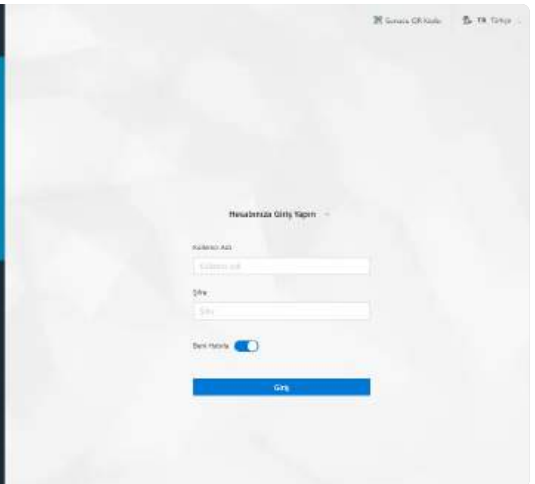 Sunucu QR Kodu TR Türkçe
Hesabınıza Giriş Yapın
Kullanıcı Adı
Kullanıcı Adı
Şifre
Şifre
Beni Hatırla
Giriş